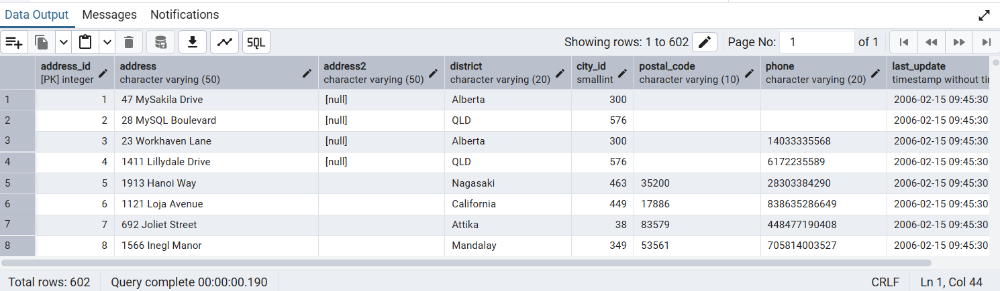 Data Output Messages Notifications
SQL Showing rows: 1 to 602 Page No: 1 of 1
address_id address address2 district city_id postal_code phone last_update
[PK] integer character varying (50) character varying (50) character varying (20) smallint character varying (10) character varying (20) timestamp without tir
1 1 47 MySakila Drive [null] Alberta 300 2006-02-15 09:45:30
2 2 28 MySQL Boulevard [null] QLD 576 2006-02-15 09:45:30
3 3 23 Workhaven Lane [null] Alberta 300 14033335568 2006-02-15 09:45:30
4 4 1411 Lillydale Drive [null] QLD 576 6172235589 2006-02-15 09:45:30
5 5 1913 Hanoi Way Nagasaki 463 35200 28303384290 2006-02-15 09:45:30
6 6 1121 Loja Avenue California 449 17886 838635286649 2006-02-15 09:45:30
7 7 692 Joliet Street Attika 38 83579 448477190408 2006-02-15 09:45:30
8 8 1566 Inegl Manor Mandalay 349 53561 705814003527 2006-02-15 09:45:30
Total rows: 602 Query complete 00:00:00.190 CRLF Ln 1, Col 44